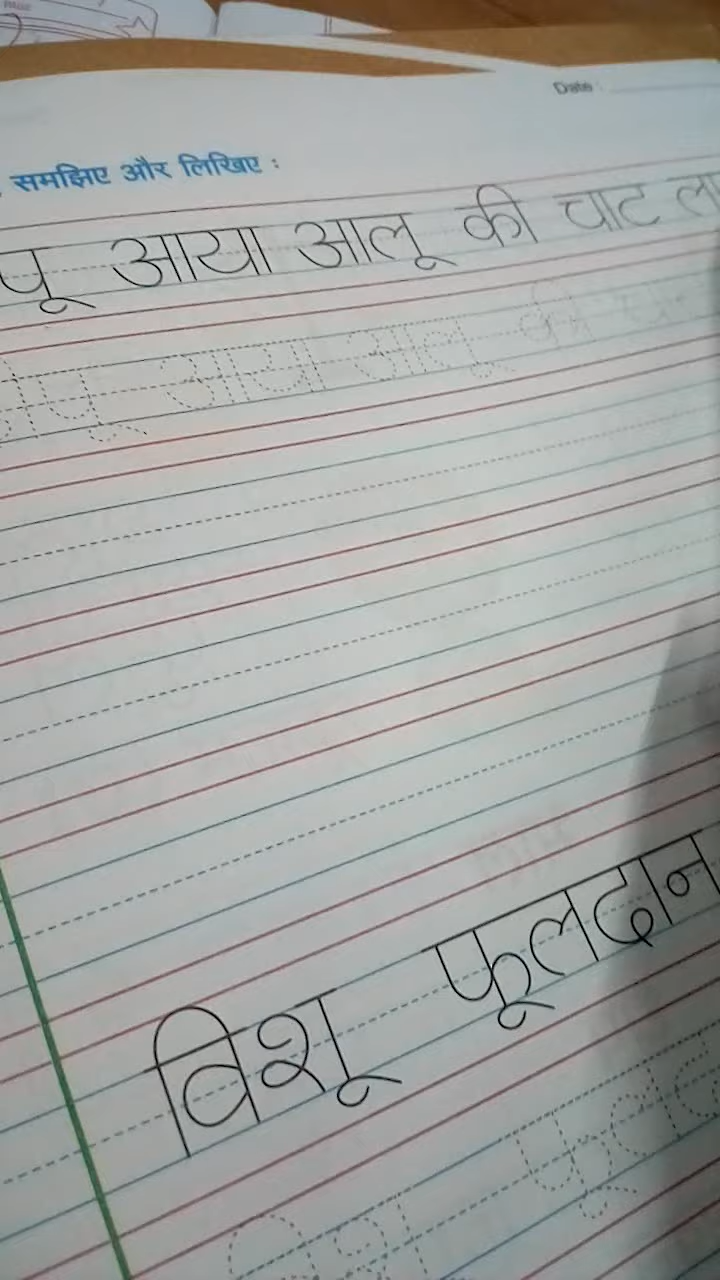 Date :
समझिए और लिखिए :
पू आया आलू की चाट ला
पू आया आलू की
विशू फूलदान